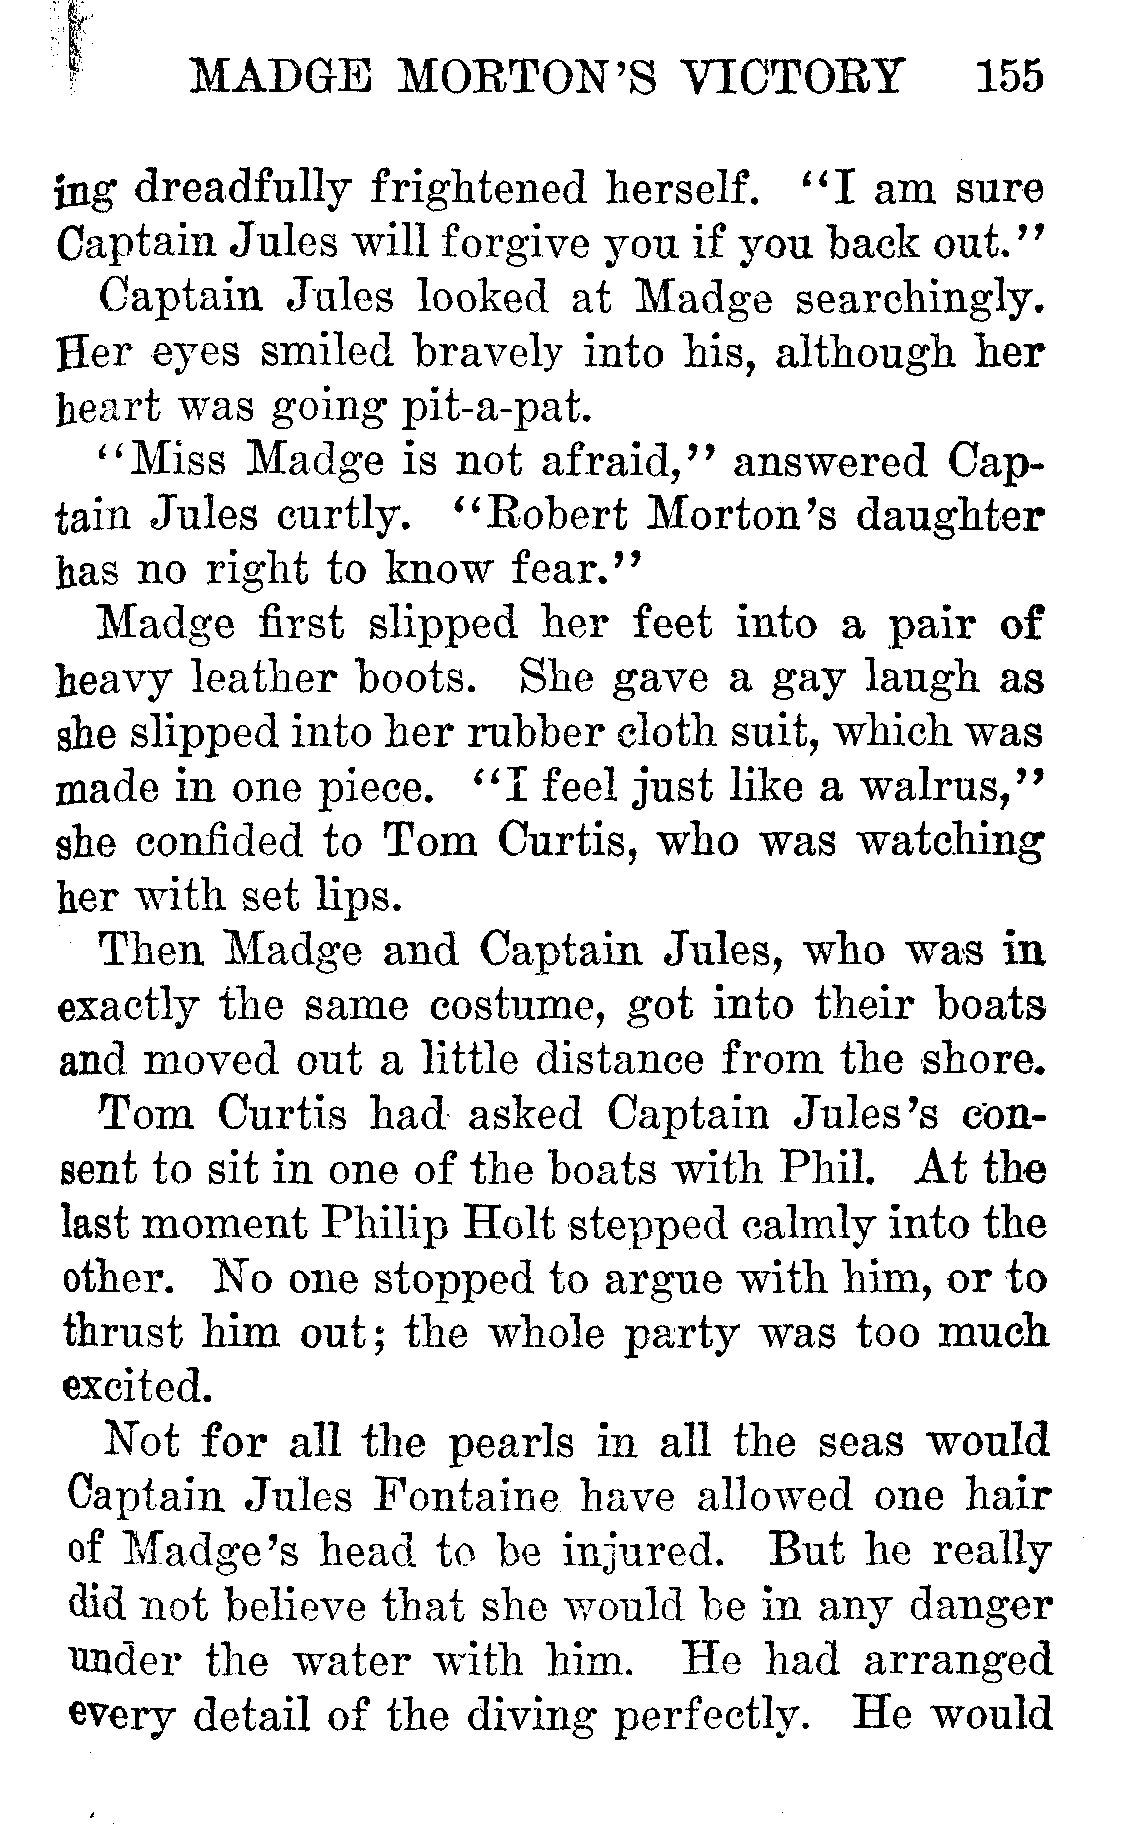 MADGE MORTON'S VICTORY 155
ing dreadfully frightened herself. "I am sure
Captain Jules will forgive you if you back out."
Captain Jules looked at Madge searchingly.
Her eyes smiled bravely into his, although her
heart was going pit-a-pat.
"Miss Madge is not afraid," answered Cap-
tain Jules curtly. "Robert Morton's daughter
has no right to know fear."
Madge first slipped her feet into a pair of
heavy leather boots. She gave a gay laugh as
she slipped into her rubber cloth suit, which was
made in one piece. "I feel just like a walrus,"
she confided to Tom Curtis, who was watching
her with set lips.
Then Madge and Captain Jules, who was in
exactly the same costume, got into their boats
and moved out a little distance from the shore.
Tom Curtis had asked Captain Jules's con-
sent to sit in one of the boats with Phil. At the
last moment Philip Holt stepped calmly into the
other. No one stopped to argue with him, or to
thrust him out; the whole party was too much
excited.
Not for all the pearls in all the seas would
Captain Jules Fontaine have allowed one hair
of Madge's head to be injured. But he really
did not believe that she would be in any danger
under the water with him. He had arranged
every detail of the diving perfectly. He would